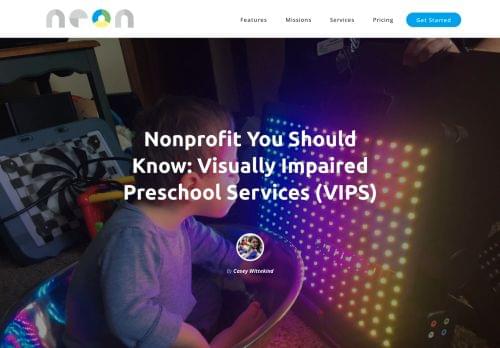 neon
Features
Missions
Services
Pricing
Get Started
Nonprofit You Should
Know: Visually Impaired
Preschool Services (VIPS)
By Casey Wittekind